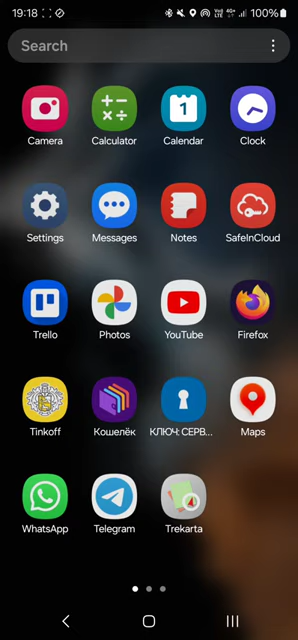 19:18
100%
Search
Camera
Calculator
1
Calendar
Clock
Settings
Messages
Notes
SafeInCloud
Trello
Photos
YouTube
Firefox
Tinkoff
Кошелёк
КЛЮЧ: СЕРВ...
Maps
WhatsApp
Telegram
Trekarta